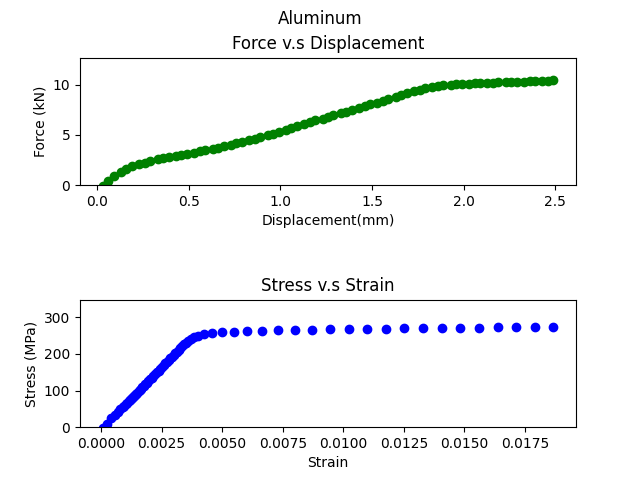 Aluminum
Force v.s Displacement
Force (kN)
10
5
0
0.0 0.5 1.0 1.5 2.0 2.5
Displacement(mm)
Stress v.s Strain
Stress (MPa)
300
200
100
0
0.0000 0.0025 0.0050 0.0075 0.0100 0.0125 0.0150 0.0175
Strain